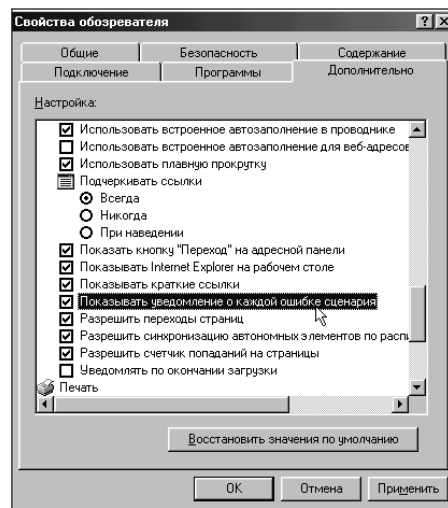 Свойства обозревателя
Общие Безопасность Содержание
Подключение Программы Дополнительно
Настройка:
Использовать встроенное автозаполнение в проводнике
Использовать встроенное автозаполнение для веб-адресов
Использовать плавную прокрутку
Подчеркивать ссылки
Всегда
Никогда
При наведении
Показать кнопку "Переход" на адресной панели
Показывать Internet Explorer на рабочем столе
Показывать краткие ссылки
Показывать уведомление о каждой ошибке сценария
Разрешить переходы страниц
Разрешить синхронизацию автономных элементов по распи
Разрешить счетчик попаданий на страницы
Уведомлять по окончании загрузки
Печать
Восстановить значения по умолчанию
OK Отмена Применить